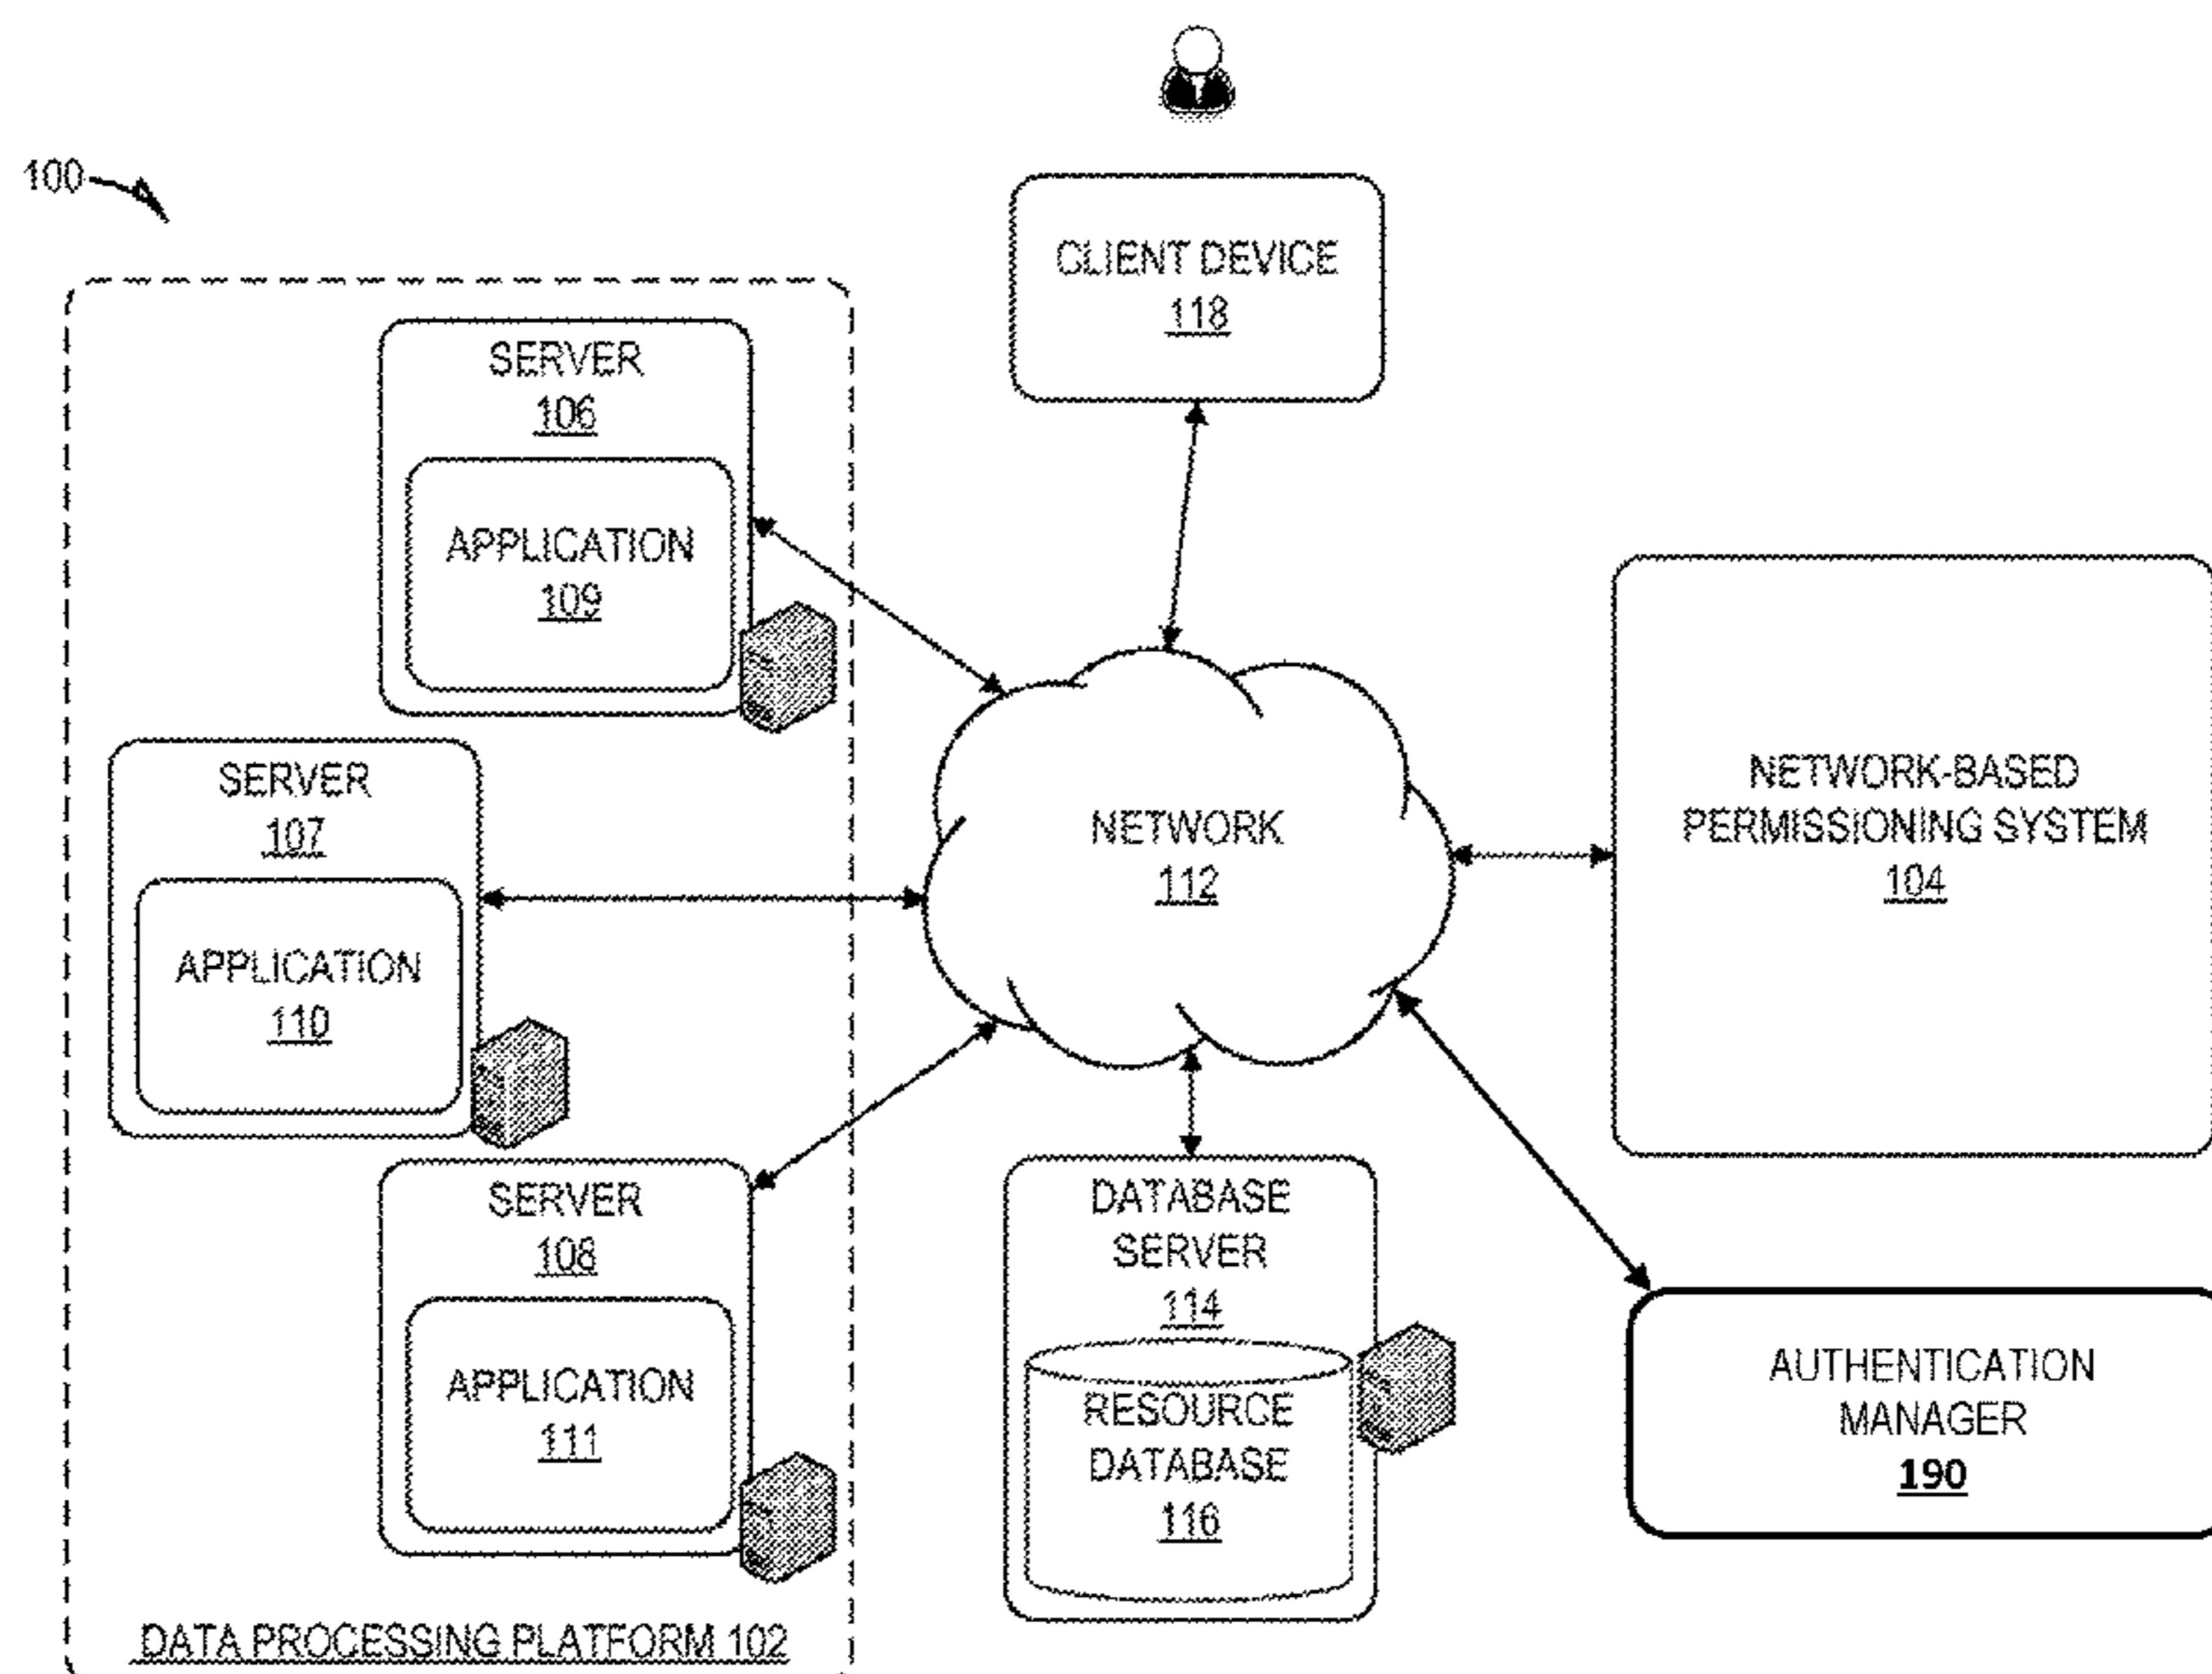 100
CLIENT DEVICE
118
SERVER
106
APPLICATION
109
SERVER
107
APPLICATION
110
SERVER
108
APPLICATION
111
DATA PROCESSING PLATFORM 102
NETWORK
112
NETWORK-BASED
PERMISSIONING SYSTEM
104
DATABASE
SERVER
114
RESOURCE
DATABASE
116
AUTHENTICATION
MANAGER
190